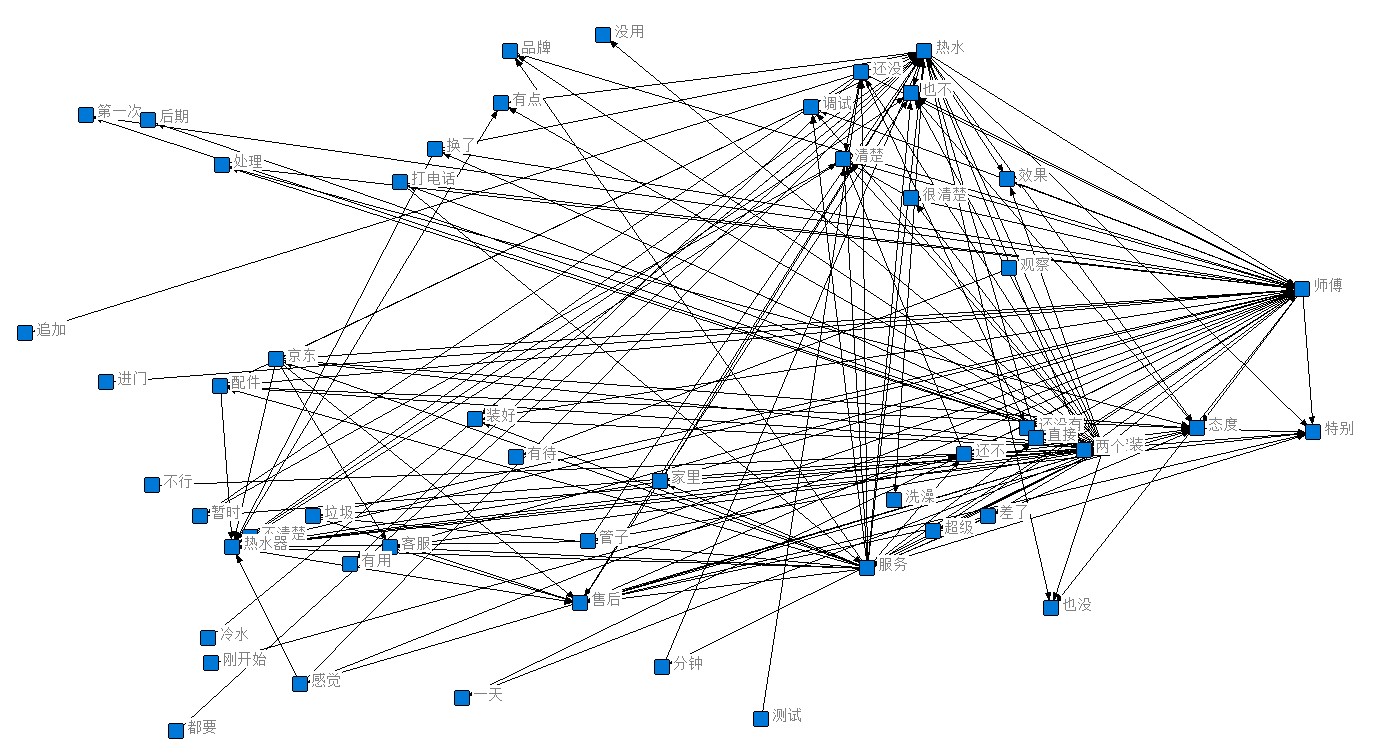 没用
品牌
热水
还没
也不
有点
调试
第一次
后期
换了
清楚
处理
打电话
效果
很清楚
观察
师傅
追加
京东
进门
配件
装好
还没有
态度
特别
直接
两个
有待
还不
家里
不行
洗澡
暂时
垃圾
差了
超级
不清楚
热水器
客服
管子
有用
服务
售后
也没
冷水
刚开始
分钟
感觉
一天
测试
都要